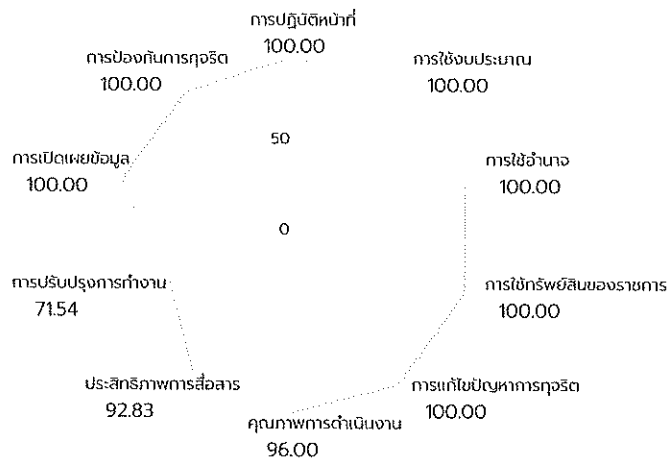 การปฏิบัติหน้าที่
100.00
การป้องกันการทุจริต
100.00
การใช้งบประมาณ
100.00
50
การเปิดเผยข้อมูล
100.00
การใช้อำนาจ
100.00
0
การปรับปรุงการทำงาน
71.54
การใช้ทรัพย์สินของราชการ
100.00
ประสิทธิภาพการสื่อสาร
92.83
การแก้ไขปัญหาการทุจริต
100.00
คุณภาพการดำเนินงาน
96.00